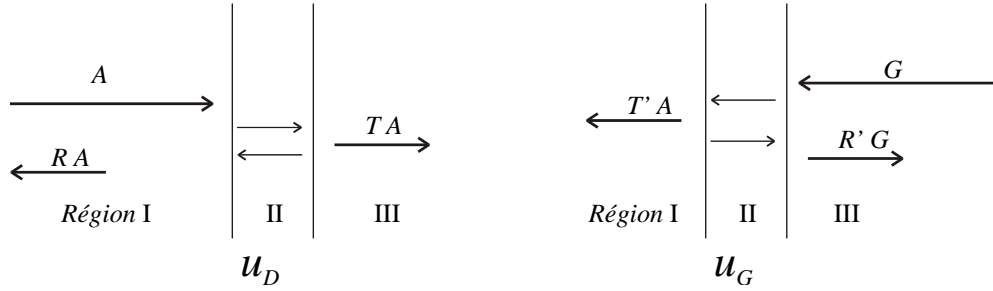 A
T A
R A
Région I II III
u_D
G
T’ A
R’ G
Région I II III
u_G